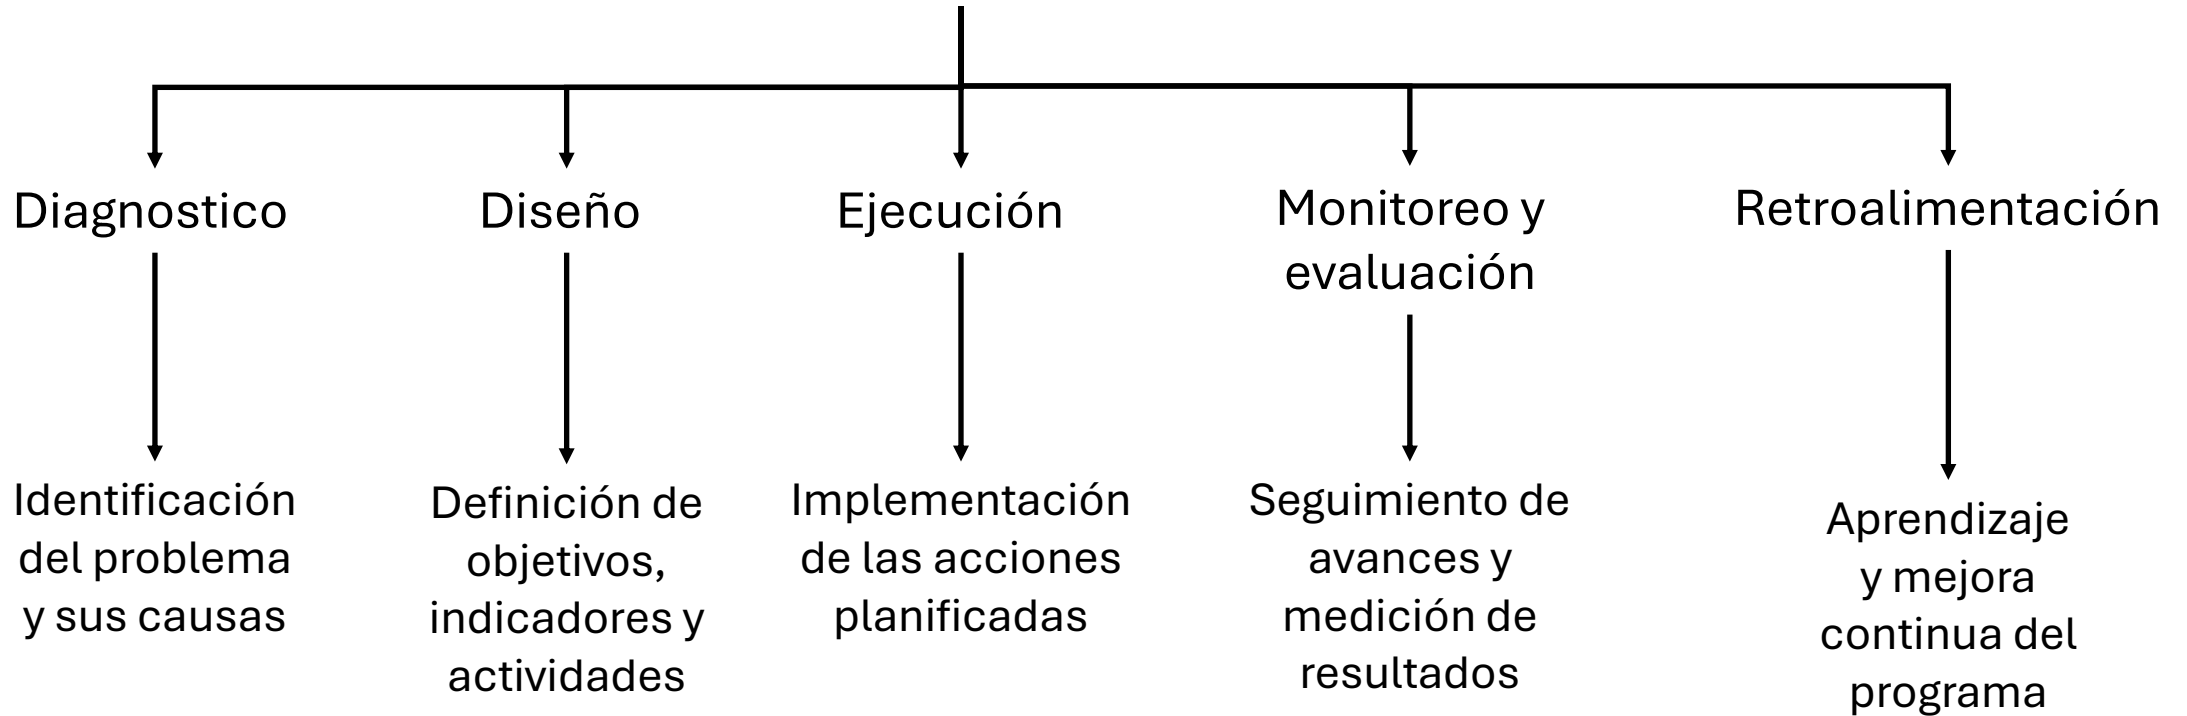 Diagnostico
Diseño
Ejecución
Monitoreo y
evaluación
Retroalimentación
Identificación
del problema
y sus causas
Definición de
objetivos,
indicadores y
actividades
Implementación
de las acciones
planificadas
Seguimiento de
avances y
medición de
resultados
Aprendizaje
y mejora
continua del
programa